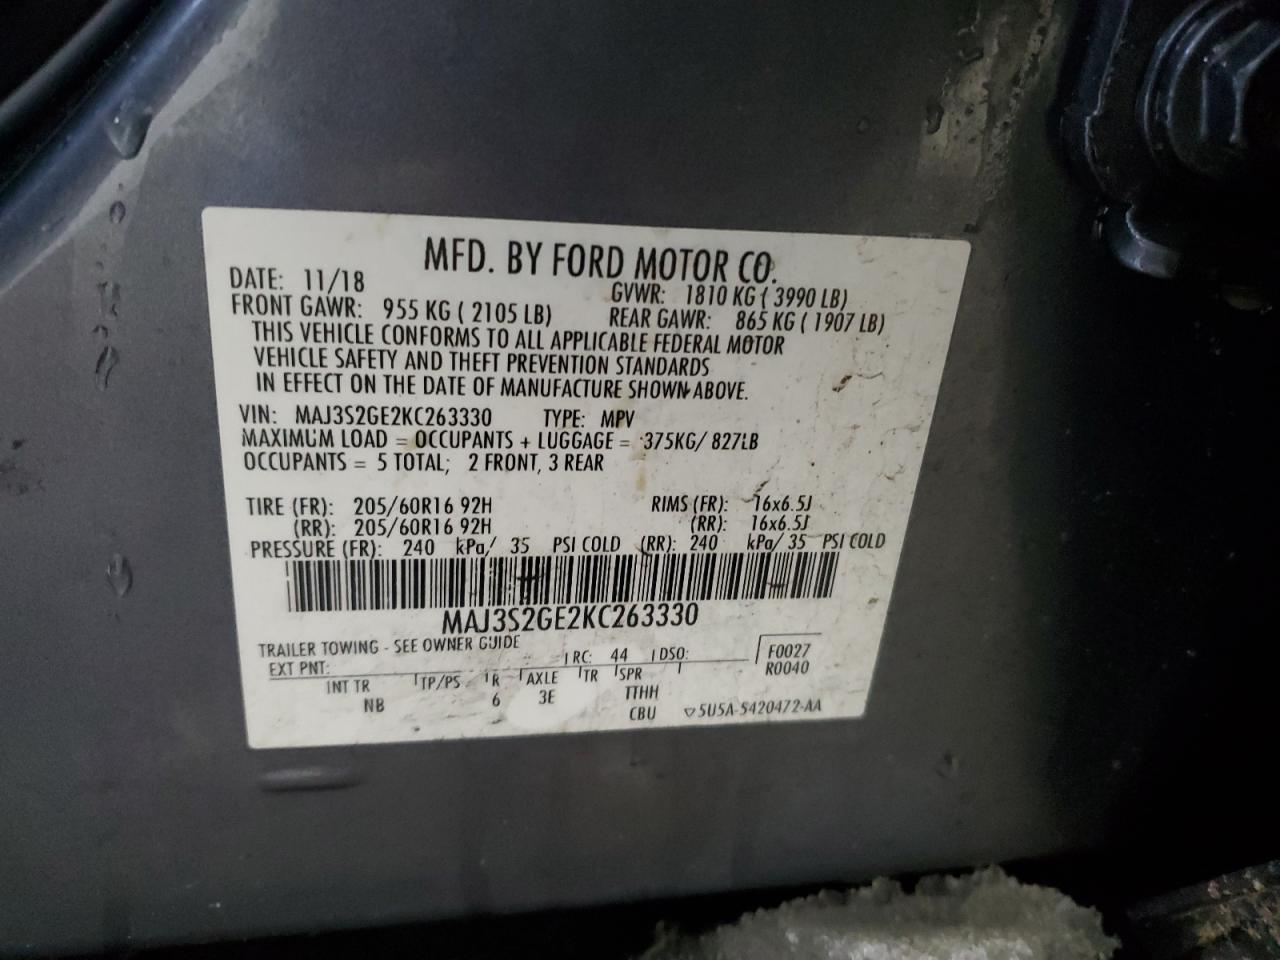 MFD. BY FORD MOTOR CO.
DATE: 11/18 GVWR: 1810 KG ( 3990 LB)
FRONT GAWR: 955 KG ( 2105 LB) REAR GAWR: 865 KG ( 1907 LB)
THIS VEHICLE CONFORMS TO ALL APPLICABLE FEDERAL MOTOR
VEHICLE SAFETY AND THEFT PREVENTION STANDARDS
IN EFFECT ON THE DATE OF MANUFACTURE SHOWN ABOVE.
VIN: MAJ3S2GE2KC263330 TYPE: MPV
MAXIMUM LOAD = OCCUPANTS + LUGGAGE = 375KG/ 827LB
OCCUPANTS = 5 TOTAL; 2 FRONT, 3 REAR
TIRE (FR): 205/60R16 92H RIMS (FR): 16x6.5J
(RR): 205/60R16 92H (RR): 16x6.5J
PRESSURE (FR): 240 kPa/ 35 PSI COLD (RR): 240 kPa/ 35 PSI COLD
MAJ3S2GE2KC263330
TRAILER TOWING - SEE OWNER GUIDE
EXT PNT: RC: 44 DSO: F0027
INT TR TP/PS R AXLE TR SPR R0040
NB 6 3E TTHH
CBU 5U5A-5420472-AA